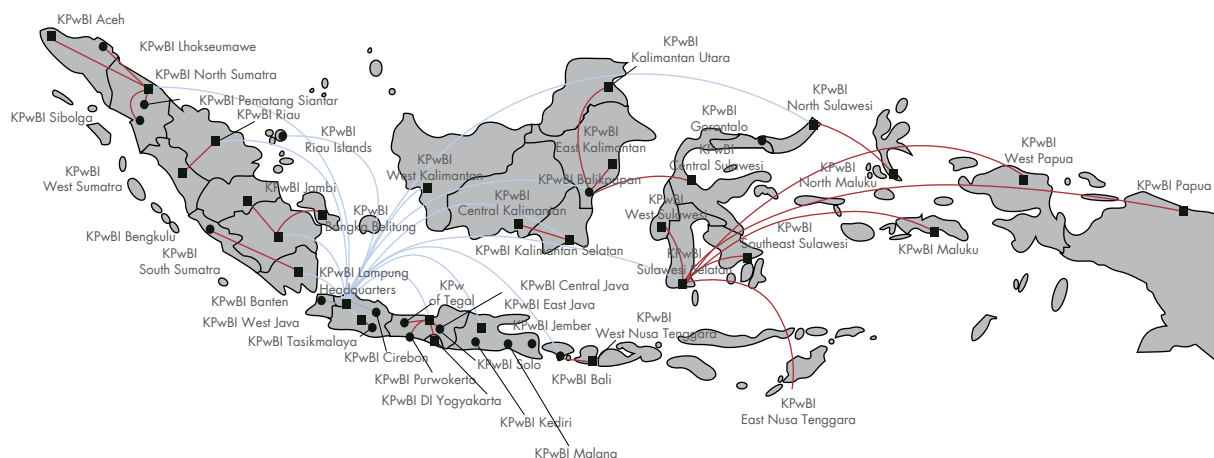 KPwBI Aceh
KPwBI Lhokseumawe
KPwBI North Sumatra
KPwBI Pematang Siantar
KPwBI Sibolga
KPwBI Riau
KPwBI
Riau Islands
KPwBI
West Sumatra
KPwBI Jambi
KPwBI
Bangka Belitung
KPwBI Bengkulu
KPwBI
South Sumatra
KPwBI Lampung
Headquarters
KPwBI Banten
KPwBI West Java
KPwBI Tasikmalaya
KPwBI Cirebon
KPwBI Purwokerto
KPwBI DI Yogyakarta
KPw
of Tegal
KPwBI Central Java
KPwBI East Java
KPwBI Jember
KPwBI Solo
KPwBI Kediri
KPwBI Malang
KPwBI Bali
KPwBI
West Nusa Tenggara
KPwBI
East Nusa Tenggara
KPwBI
Kalimantan Utara
KPwBI
East Kalimantan
KPwBI
West Kalimantan
KPwBI Balikpapan
KPwBI
Central Kalimantan
KPwBI Kalimantan Selatan
KPwBI
North Sulawesi
KPwBI
Gorontalo
KPwBI
Central Sulawesi
KPwBI
West Sulawesi
KPwBI
Southeast Sulawesi
KPwBI
Sulawesi Selatan
KPwBI
North Maluku
KPwBI Maluku
KPwBI
West Papua
KPwBI Papua